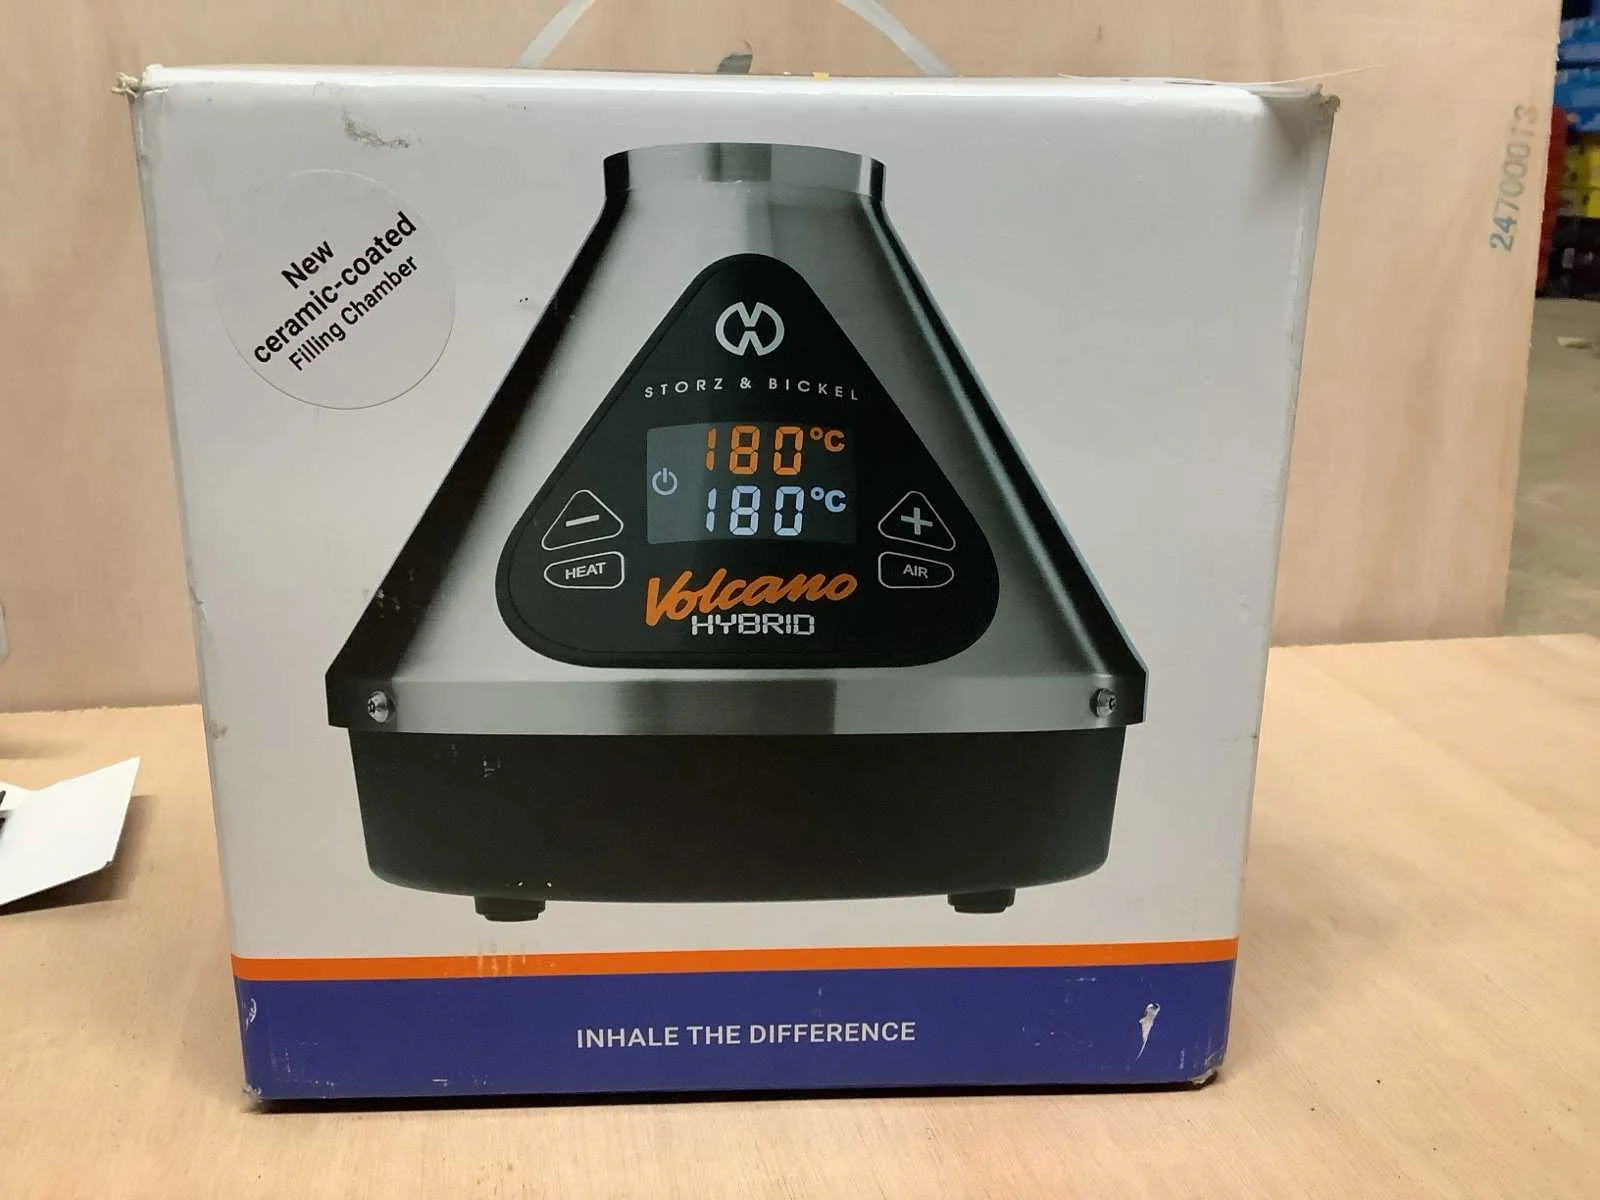 New
ceramic-coated
Filling Chamber
STORZ & BICKEL
180°C
180°C
HEAT
AIR
Volcano
HYBRID
INHALE THE DIFFERENCE
24700013